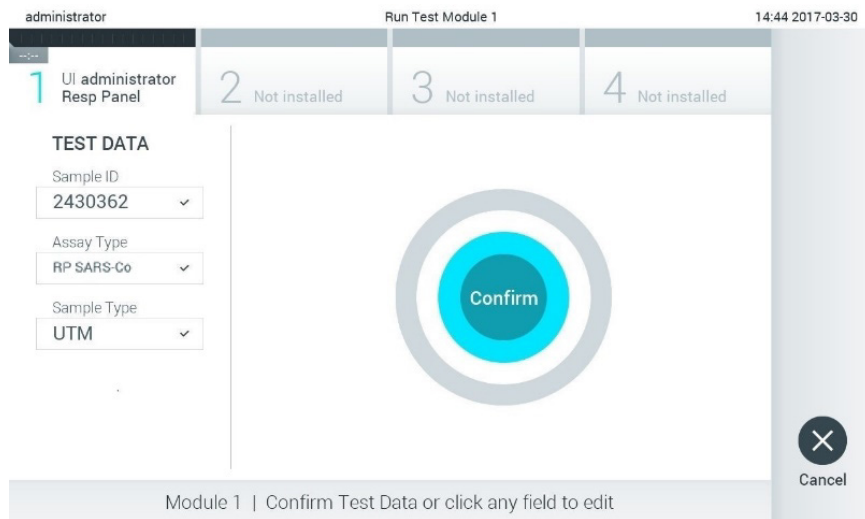 administrator Run Test Module 1 14:44 2017-03-30
--:--
1 UI administrator
Resp Panel
2 Not installed
3 Not installed
4 Not installed
TEST DATA
Sample ID
2430362
Assay Type
RP SARS-Co
Sample Type
UTM
Confirm
Cancel
Module 1 | Confirm Test Data or click any field to edit